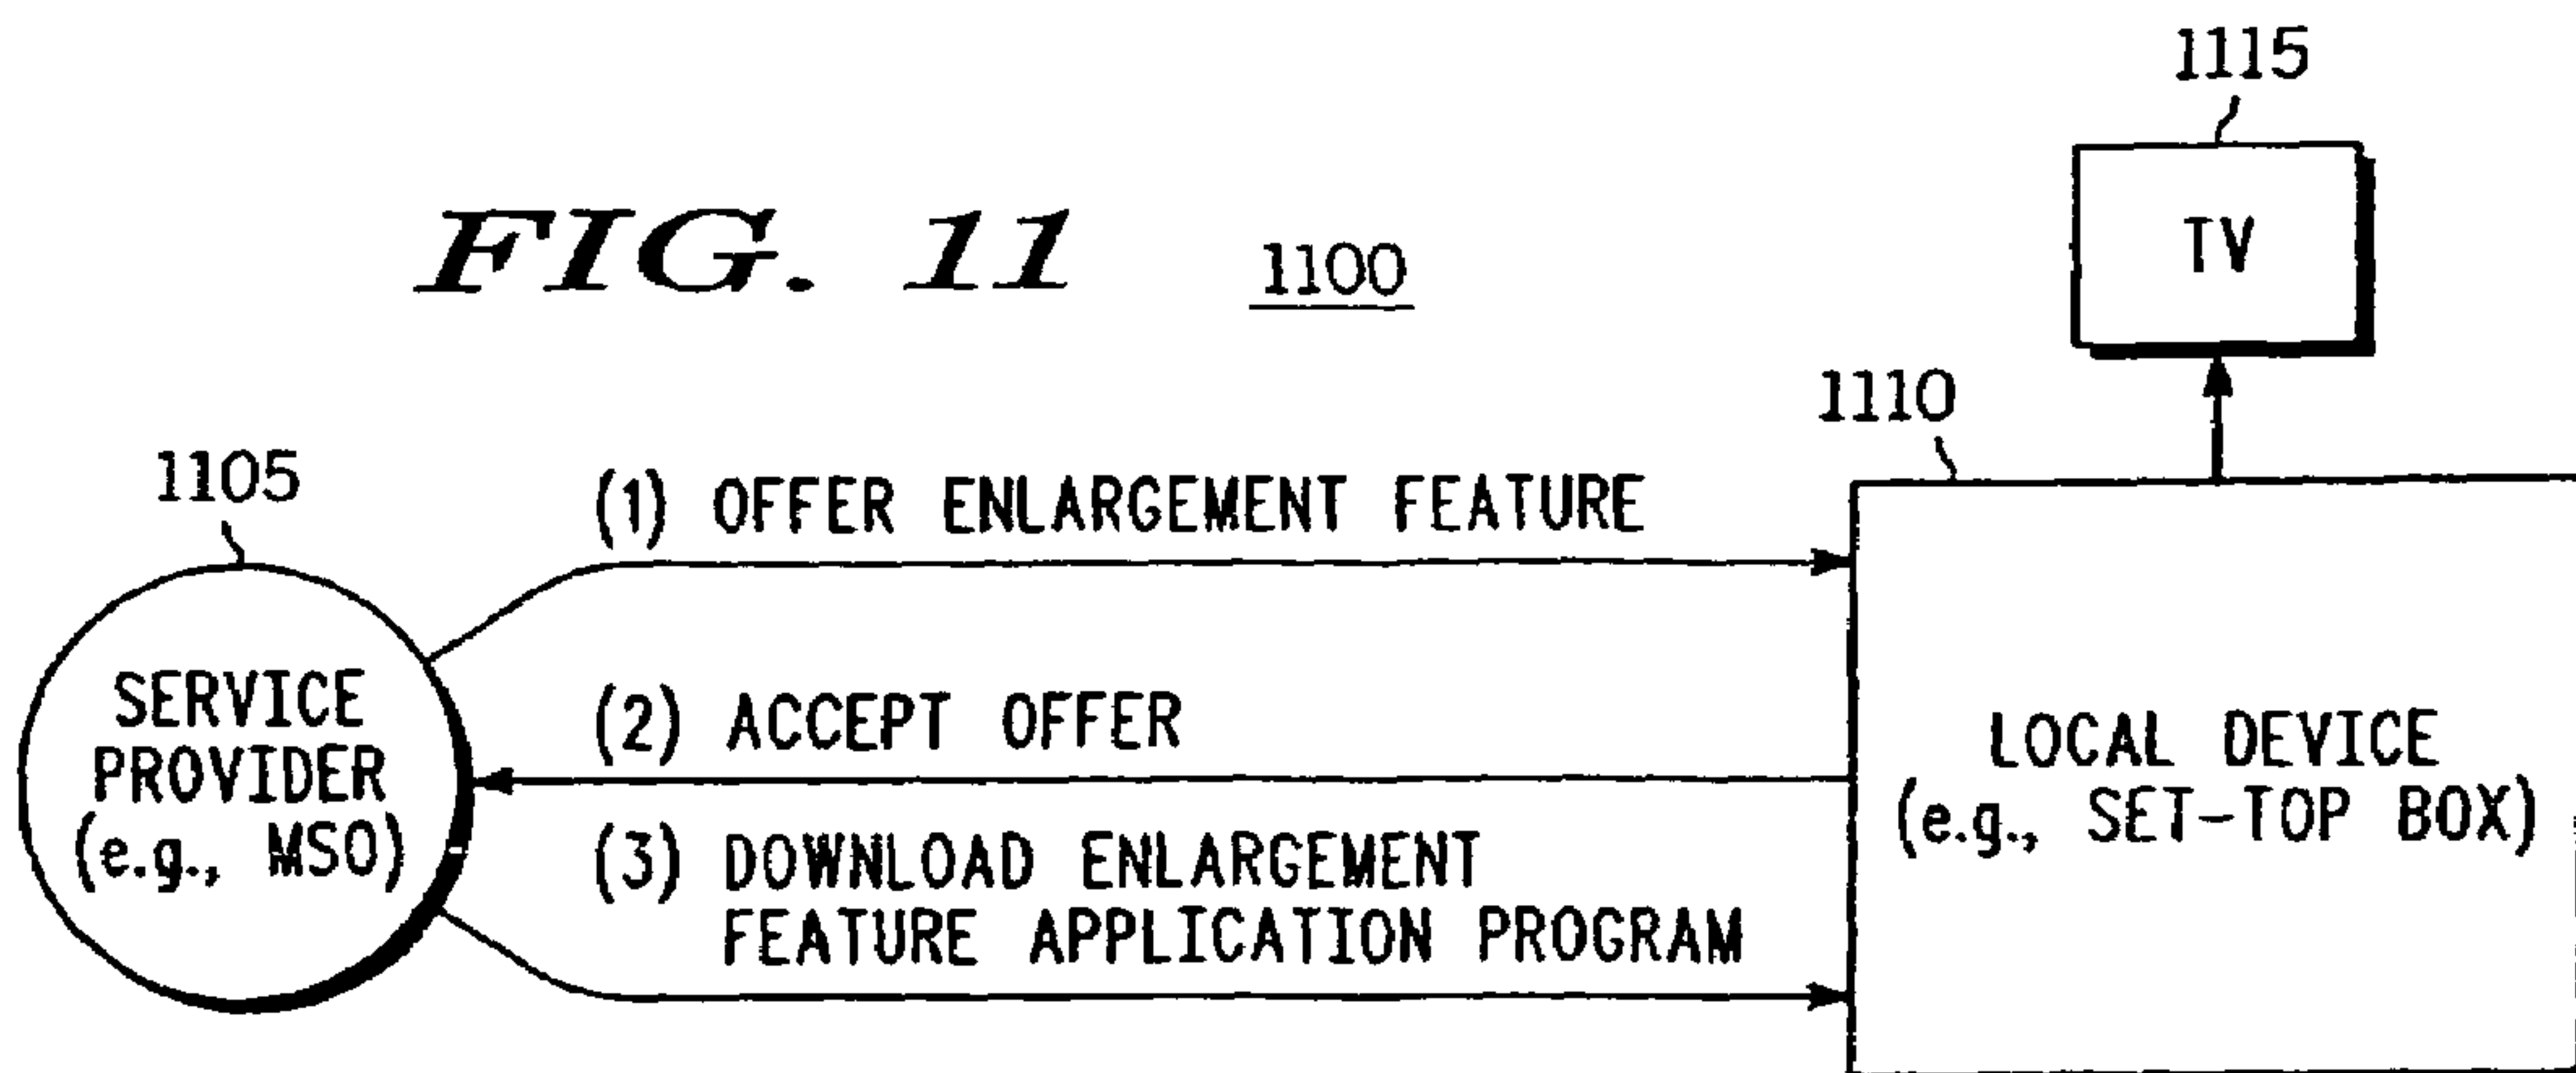 1115
TV
FIG. 11
1100
1110
1105
(1) OFFER ENLARGEMENT FEATURE
SERVICE
PROVIDER
(e.g., MSO)
(2) ACCEPT OFFER
(3) DOWNLOAD ENLARGEMENT
FEATURE APPLICATION PROGRAM
LOCAL DEVICE
(e.g., SET-TOP BOX)